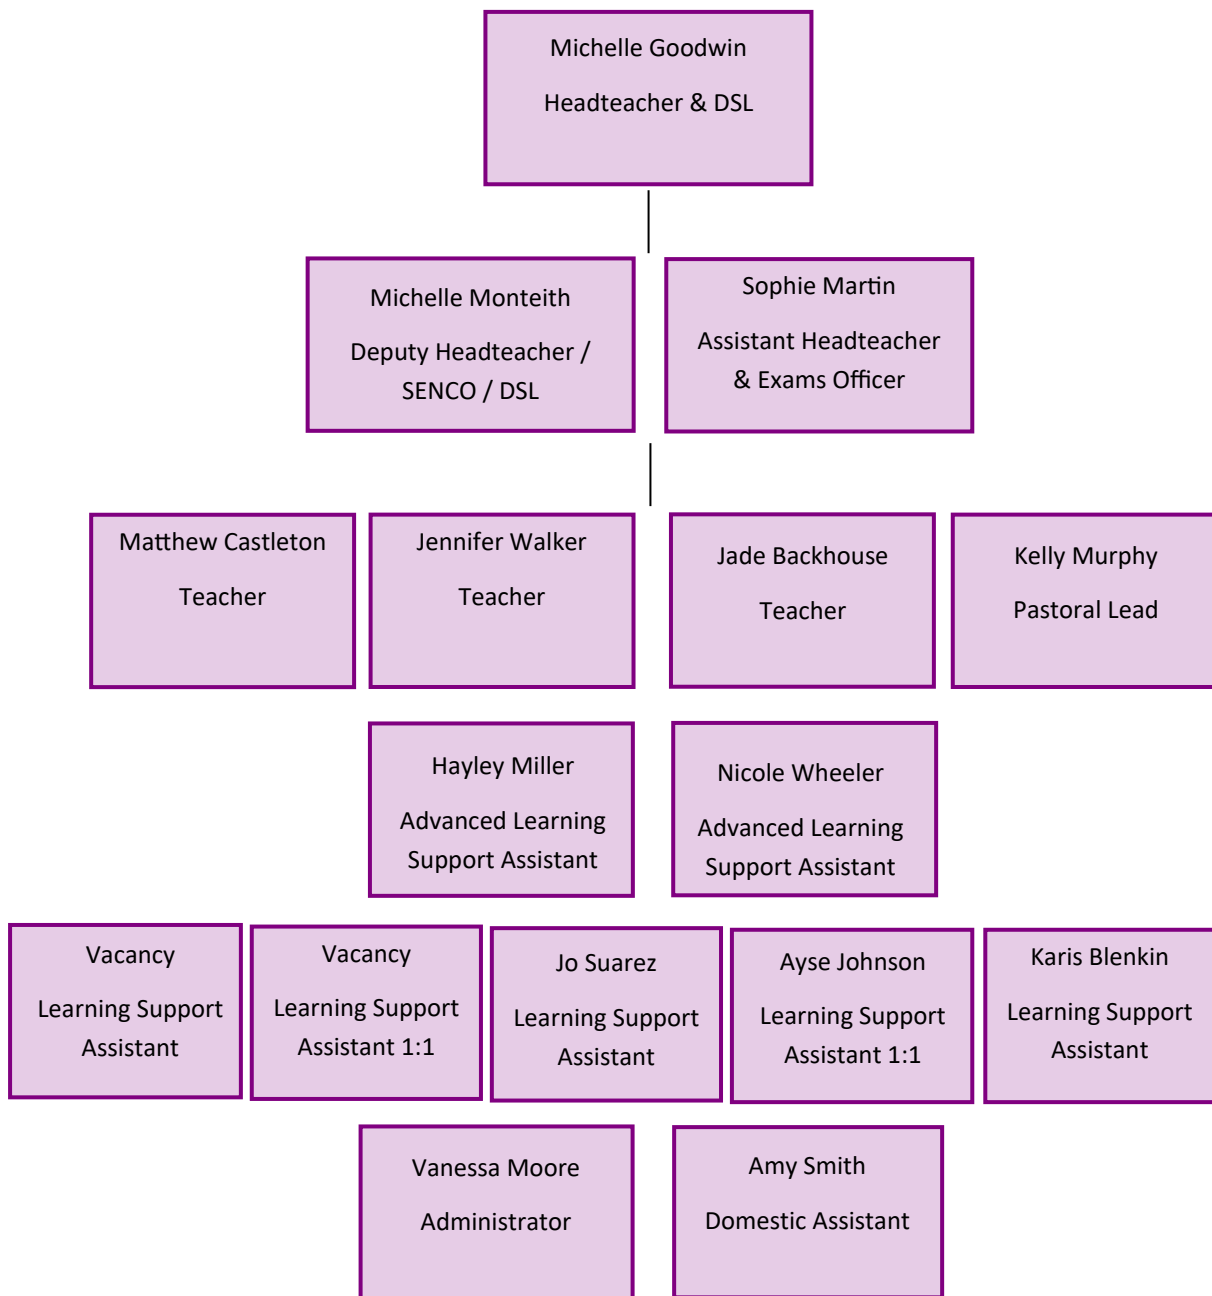 Michelle Goodwin
Headteacher & DSL
Michelle Monteith
Deputy Headteacher /
SENCO / DSL
Sophie Martin
Assistant Headteacher
& Exams Officer
Matthew Castleton
Teacher
Jennifer Walker
Teacher
Jade Backhouse
Teacher
Kelly Murphy
Pastoral Lead
Hayley Miller
Advanced Learning
Support Assistant
Nicole Wheeler
Advanced Learning
Support Assistant
Vacancy
Learning Support
Assistant
Vacancy
Learning Support
Assistant 1:1
Jo Suarez
Learning Support
Assistant
Ayse Johnson
Learning Support
Assistant 1:1
Karis Blenkin
Learning Support
Assistant
Vanessa Moore
Administrator
Amy Smith
Domestic Assistant